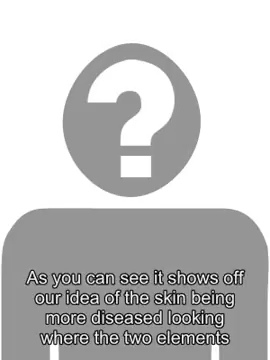 ?
As you can see it shows off
our idea of the skin being
more diseased looking
where the two elements